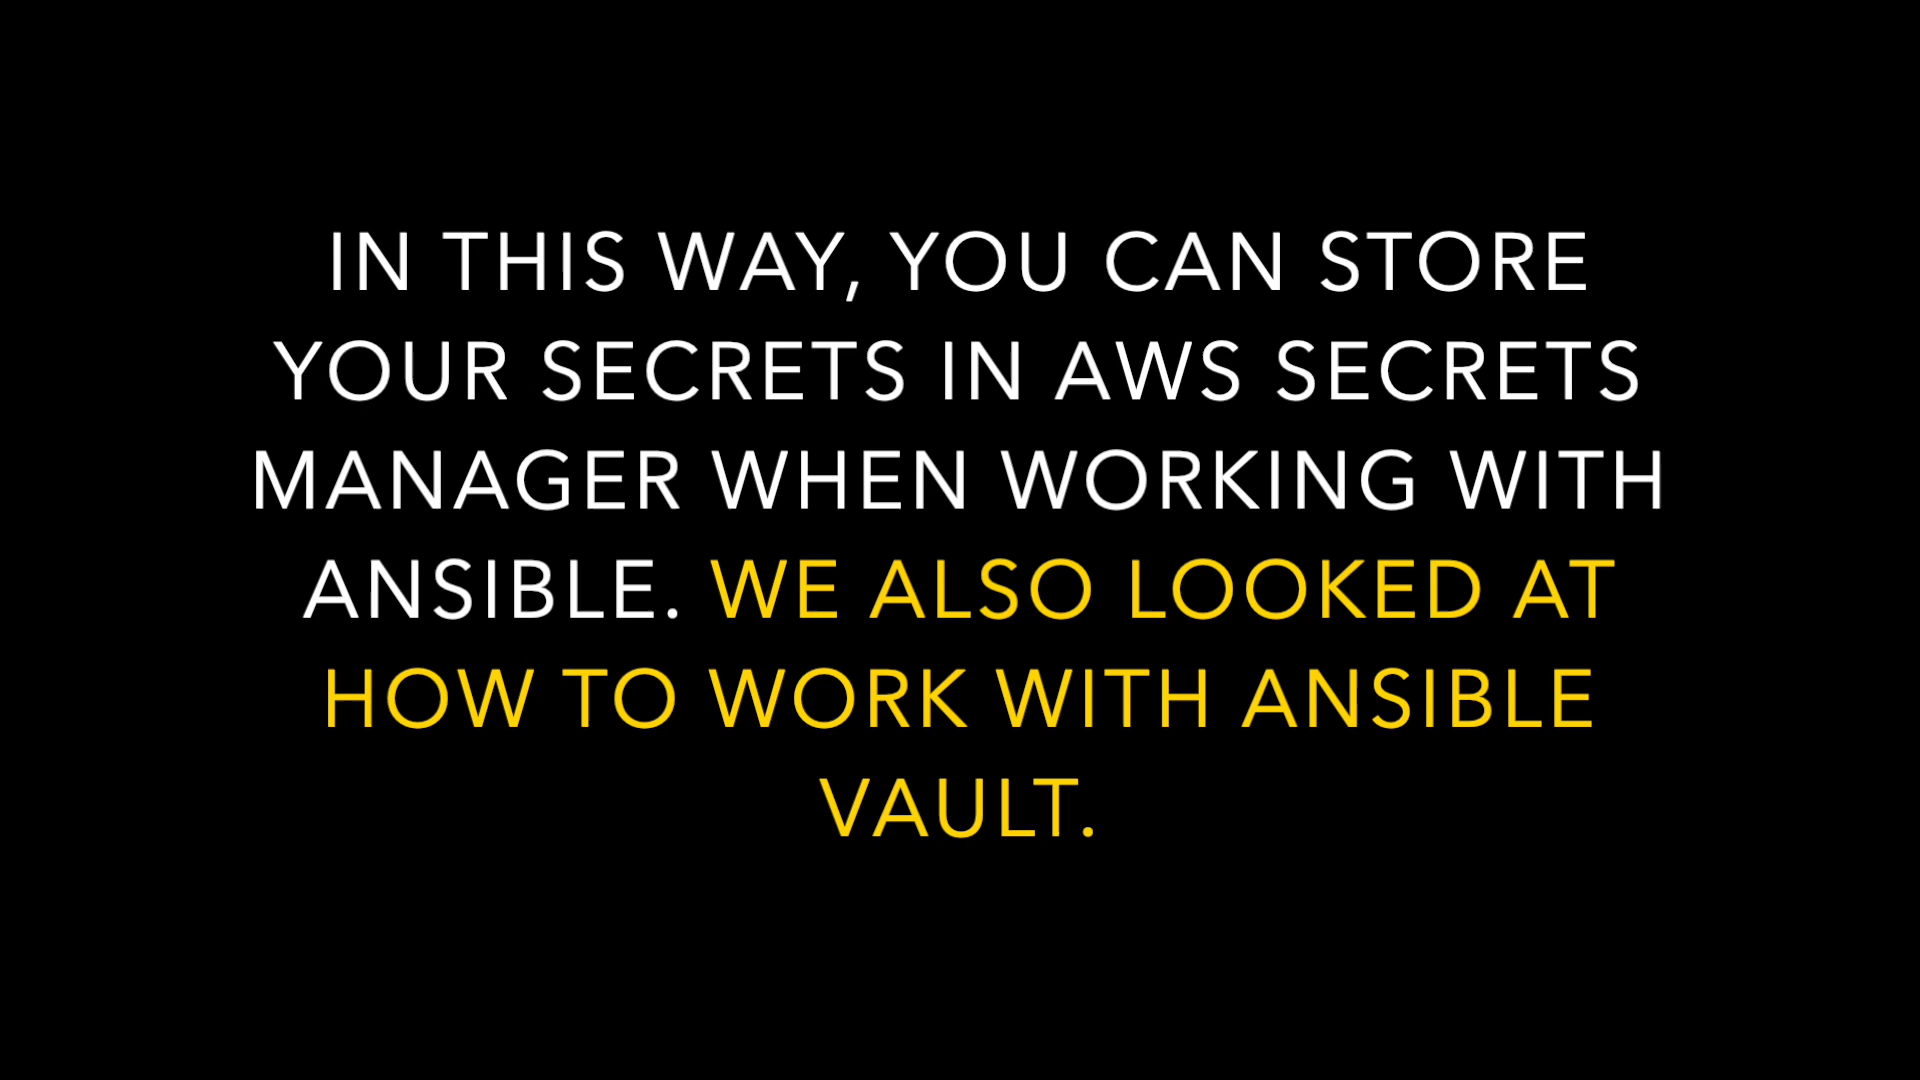 IN THIS WAY, YOU CAN STORE
YOUR SECRETS IN AWS SECRETS
MANAGER WHEN WORKING WITH
ANSIBLE. WE ALSO LOOKED AT
HOW TO WORK WITH ANSIBLE
VAULT.